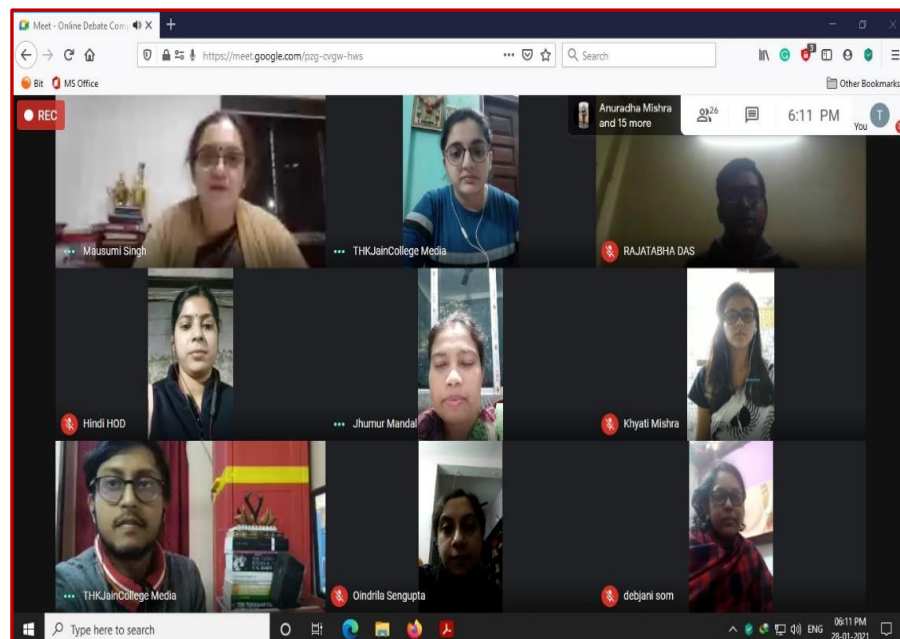 Meet - Online Debate Com
https://meet.google.com/pzg-cvgw-hws
Search
Bit
MS Office
Other Bookmarks
REC
Anuradha Mishra
and 15 more
26
6:11 PM
You
T
Mausumi Singh
THKJainCollege Media
RAJATABHA DAS
Hindi HOD
Jhumur Mandal
Khyati Mishra
THKJainCollege Media
Oindrila Sengupta
debjani som
Type here to search
ENG
06:11 PM
28-01-2021